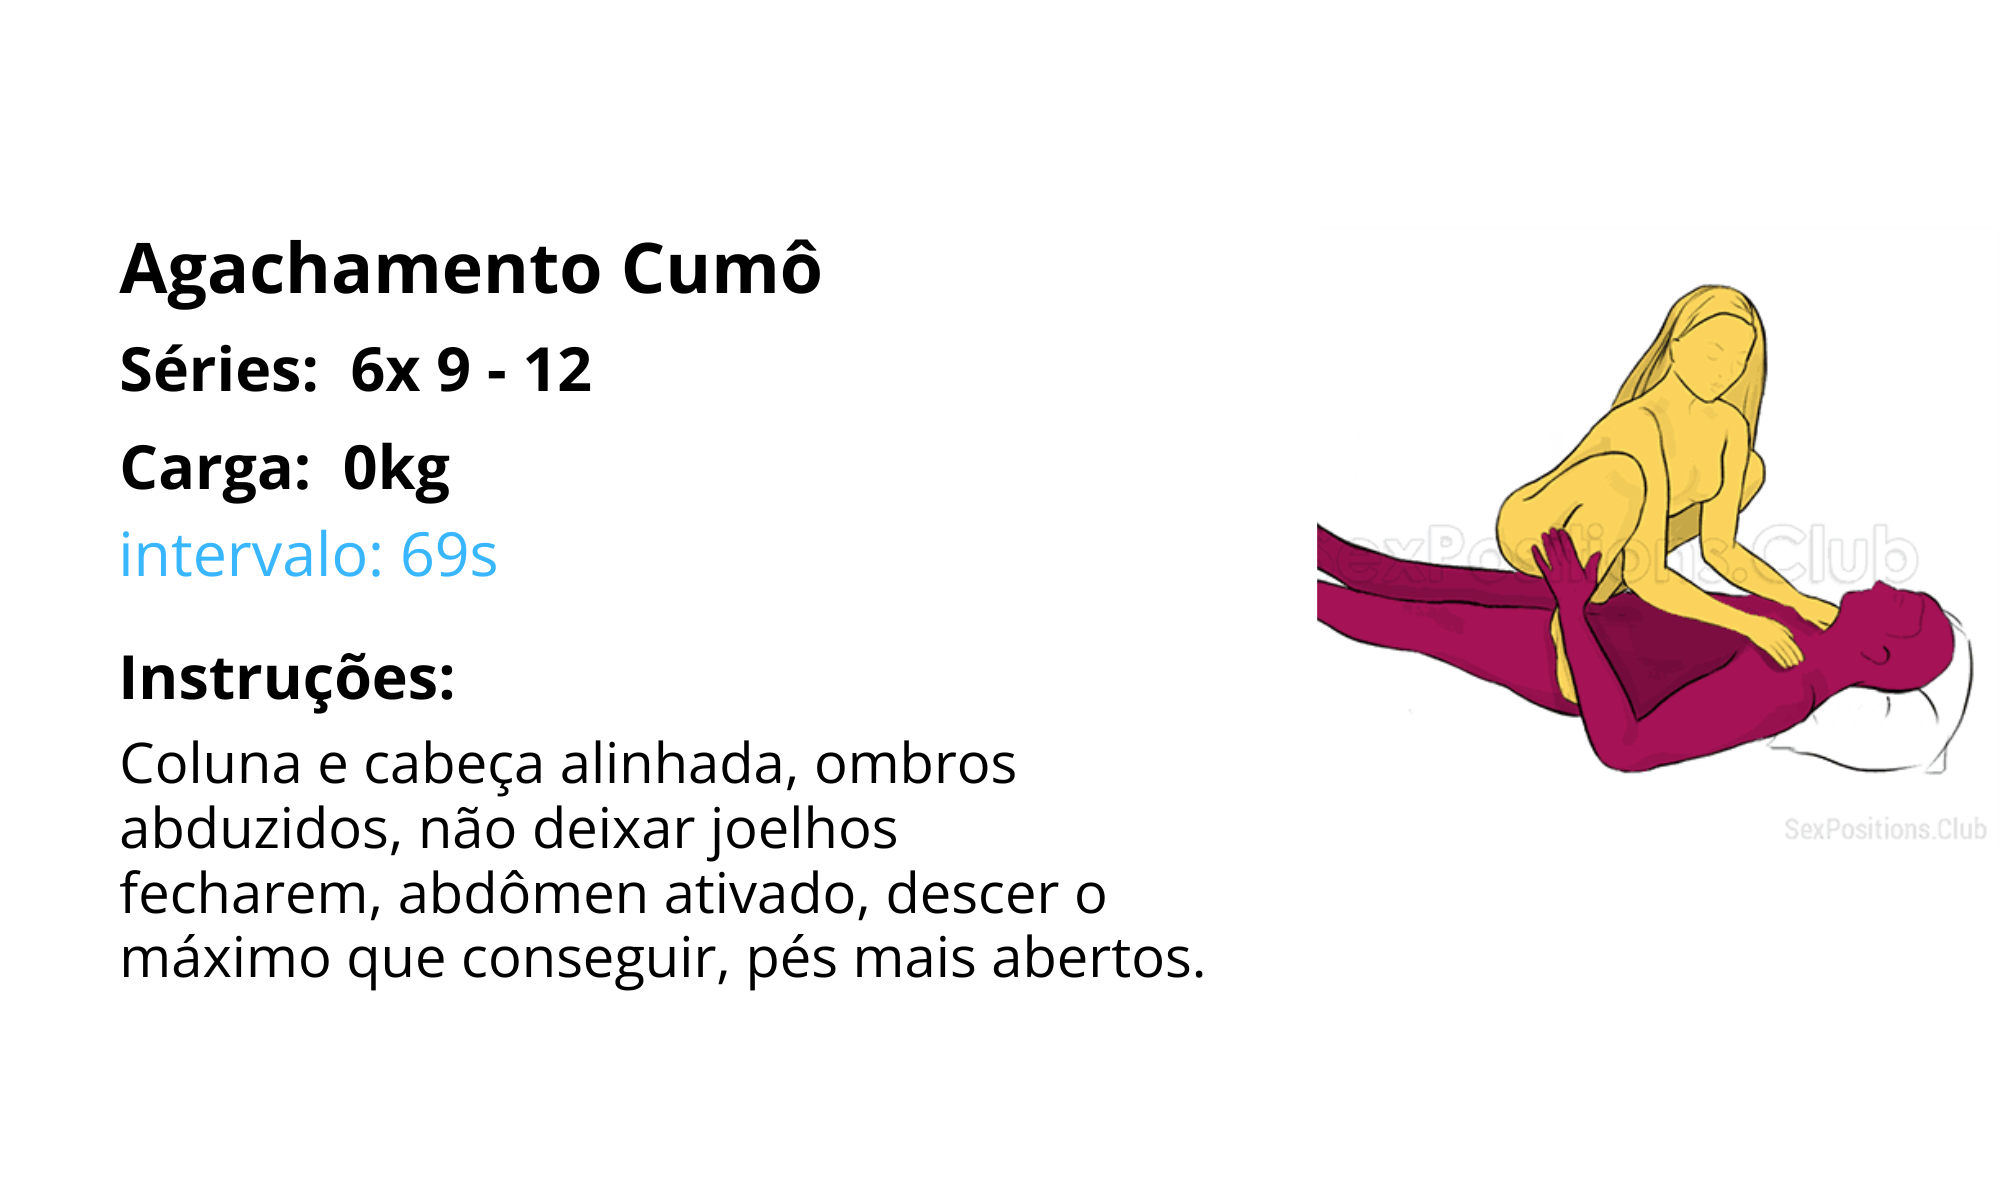 Agachamento Cumô
Séries:  6x 9 - 12
Carga:  0kg
intervalo: 69s
Instruções:
Coluna e cabeça alinhada, ombros
abduzidos, não deixar joelhos
fecharem, abdômen ativado, descer o
máximo que conseguir, pés mais abertos.
exPositions.Club
SexPositions.Club